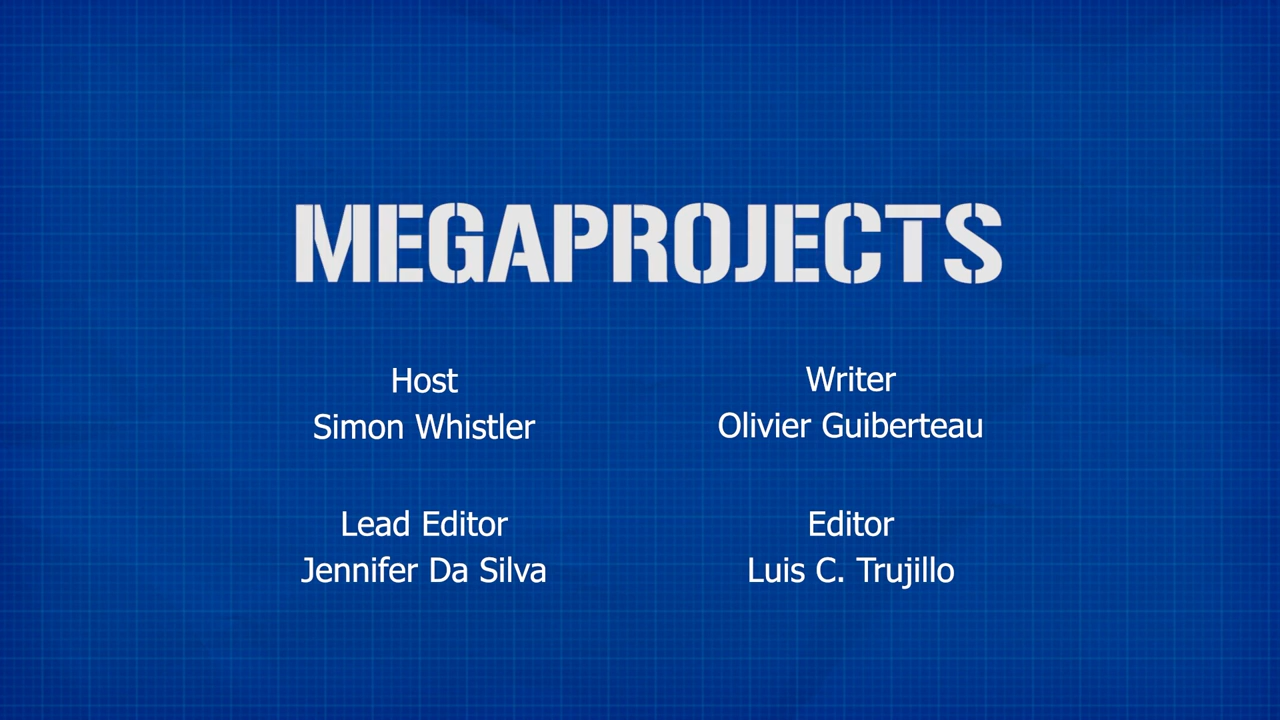 MEGAPROJECTS
Host
Simon Whistler
Writer
Olivier Guiberteau
Lead Editor
Jennifer Da Silva
Editor
Luis C. Trujillo